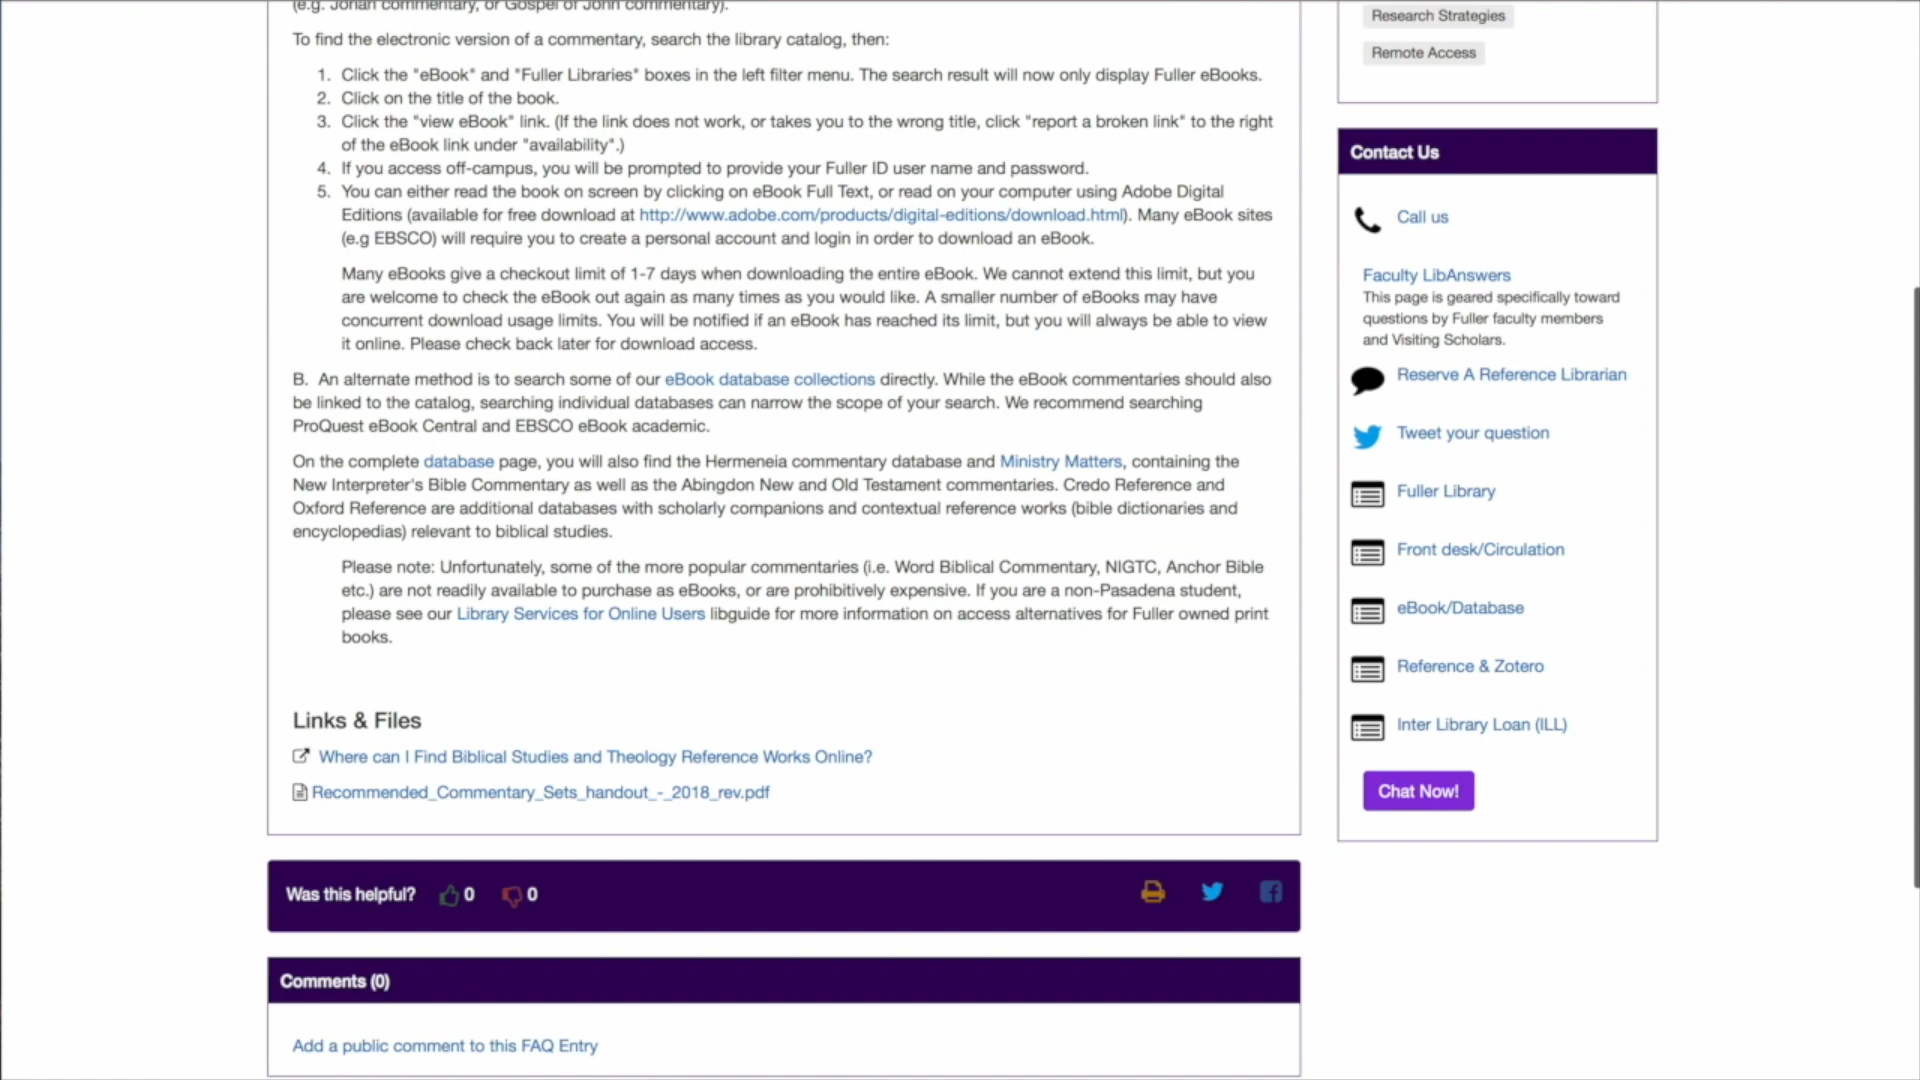 (e.g. Jonah commentary, or Gospel of John commentary).
To find the electronic version of a commentary, search the library catalog, then:
1. Click the "eBook" and "Fuller Libraries" boxes in the left filter menu. The search result will now only display Fuller eBooks.
2. Click on the title of the book.
3. Click the "view eBook" link. (If the link does not work, or takes you to the wrong title, click "report a broken link" to the right
of the eBook link under "availability".)
4. If you access off-campus, you will be prompted to provide your Fuller ID user name and password.
5. You can either read the book on screen by clicking on eBook Full Text, or read on your computer using Adobe Digital
Editions (available for free download at http://www.adobe.com/products/digital-editions/download.html). Many eBook sites
(e.g EBSCO) will require you to create a personal account and login in order to download an eBook.
Many eBooks give a checkout limit of 1-7 days when downloading the entire eBook. We cannot extend this limit, but you
are welcome to check the eBook out again as many times as you would like. A smaller number of eBooks may have
concurrent download usage limits. You will be notified if an eBook has reached its limit, but you will always be able to view
it online. Please check back later for download access.
B. An alternate method is to search some of our eBook database collections directly. While the eBook commentaries should also
be linked to the catalog, searching individual databases can narrow the scope of your search. We recommend searching
ProQuest eBook Central and EBSCO eBook academic.
On the complete database page, you will also find the Hermeneia commentary database and Ministry Matters, containing the
New Interpreter's Bible Commentary as well as the Abingdon New and Old Testament commentaries. Credo Reference and
Oxford Reference are additional databases with scholarly companions and contextual reference works (bible dictionaries and
encyclopedias) relevant to biblical studies.
Please note: Unfortunately, some of the more popular commentaries (i.e. Word Biblical Commentary, NIGTC, Anchor Bible
etc.) are not readily available to purchase as eBooks, or are prohibitively expensive. If you are a non-Pasadena student,
please see our Library Services for Online Users libguide for more information on access alternatives for Fuller owned print
books.
Links & Files
Where can I Find Biblical Studies and Theology Reference Works Online?
Recommended_Commentary_Sets_handout_-_2018_rev.pdf
Was this helpful? 0 0
Comments (0)
Add a public comment to this FAQ Entry
Research Strategies
Remote Access
Contact Us
Call us
Faculty LibAnswers
This page is geared specifically toward
questions by Fuller faculty members
and Visiting Scholars.
Reserve A Reference Librarian
Tweet your question
Fuller Library
Front desk/Circulation
eBook/Database
Reference & Zotero
Inter Library Loan (ILL)
Chat Now!